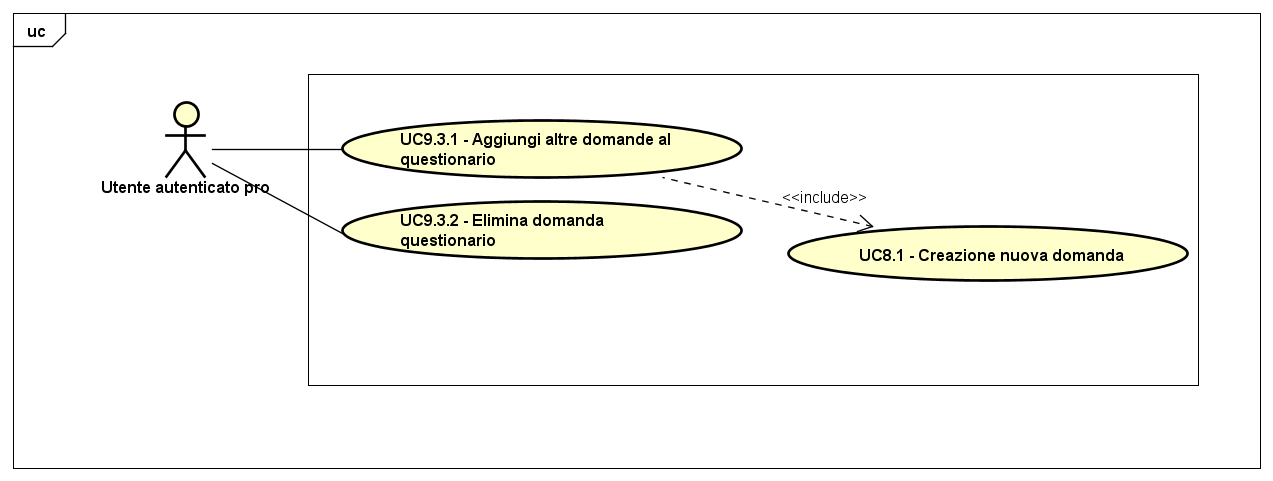 uc
UC9.3.1 - Aggiungi altre domande al
questionario
Utente autenticato pro
<<include>>
UC9.3.2 - Elimina domanda
questionario
UC8.1 - Creazione nuova domanda